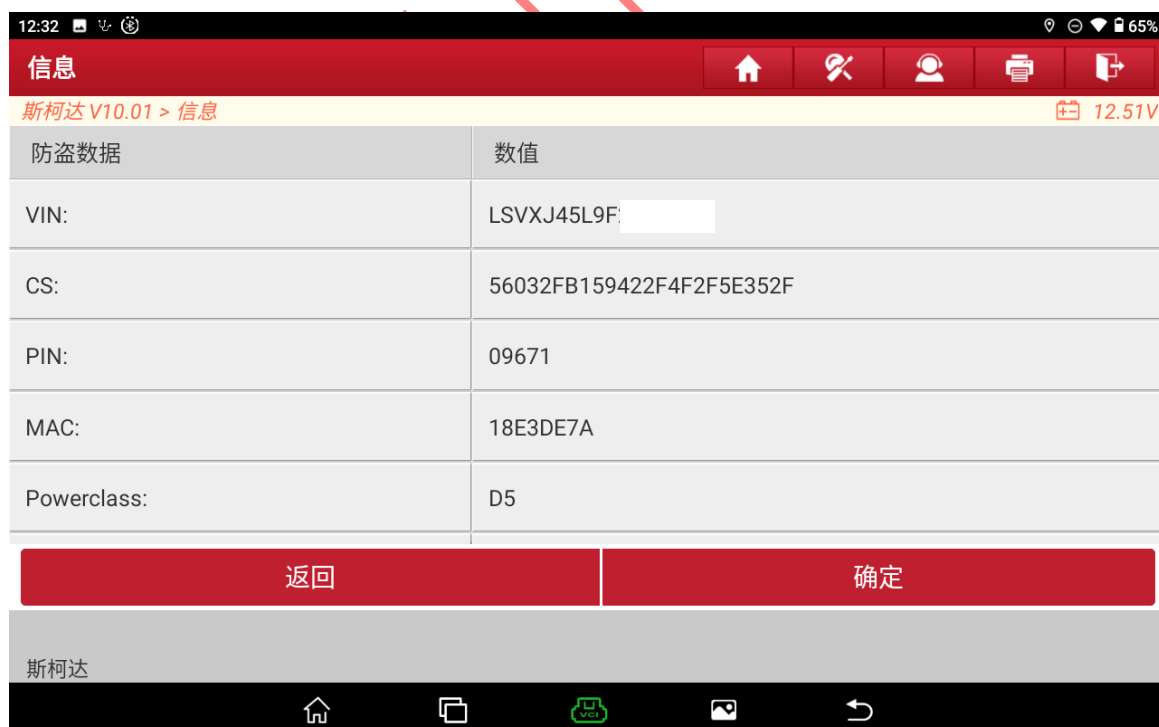 12:32
65%
信息
斯柯达 V10.01 > 信息
12.51V
防盗数据 数值
VIN: LSVXJ45L9F
CS: 56032FB159422F4F2F5E352F
PIN: 09671
MAC: 18E3DE7A
Powerclass: D5
返回 确定
斯柯达
VCI